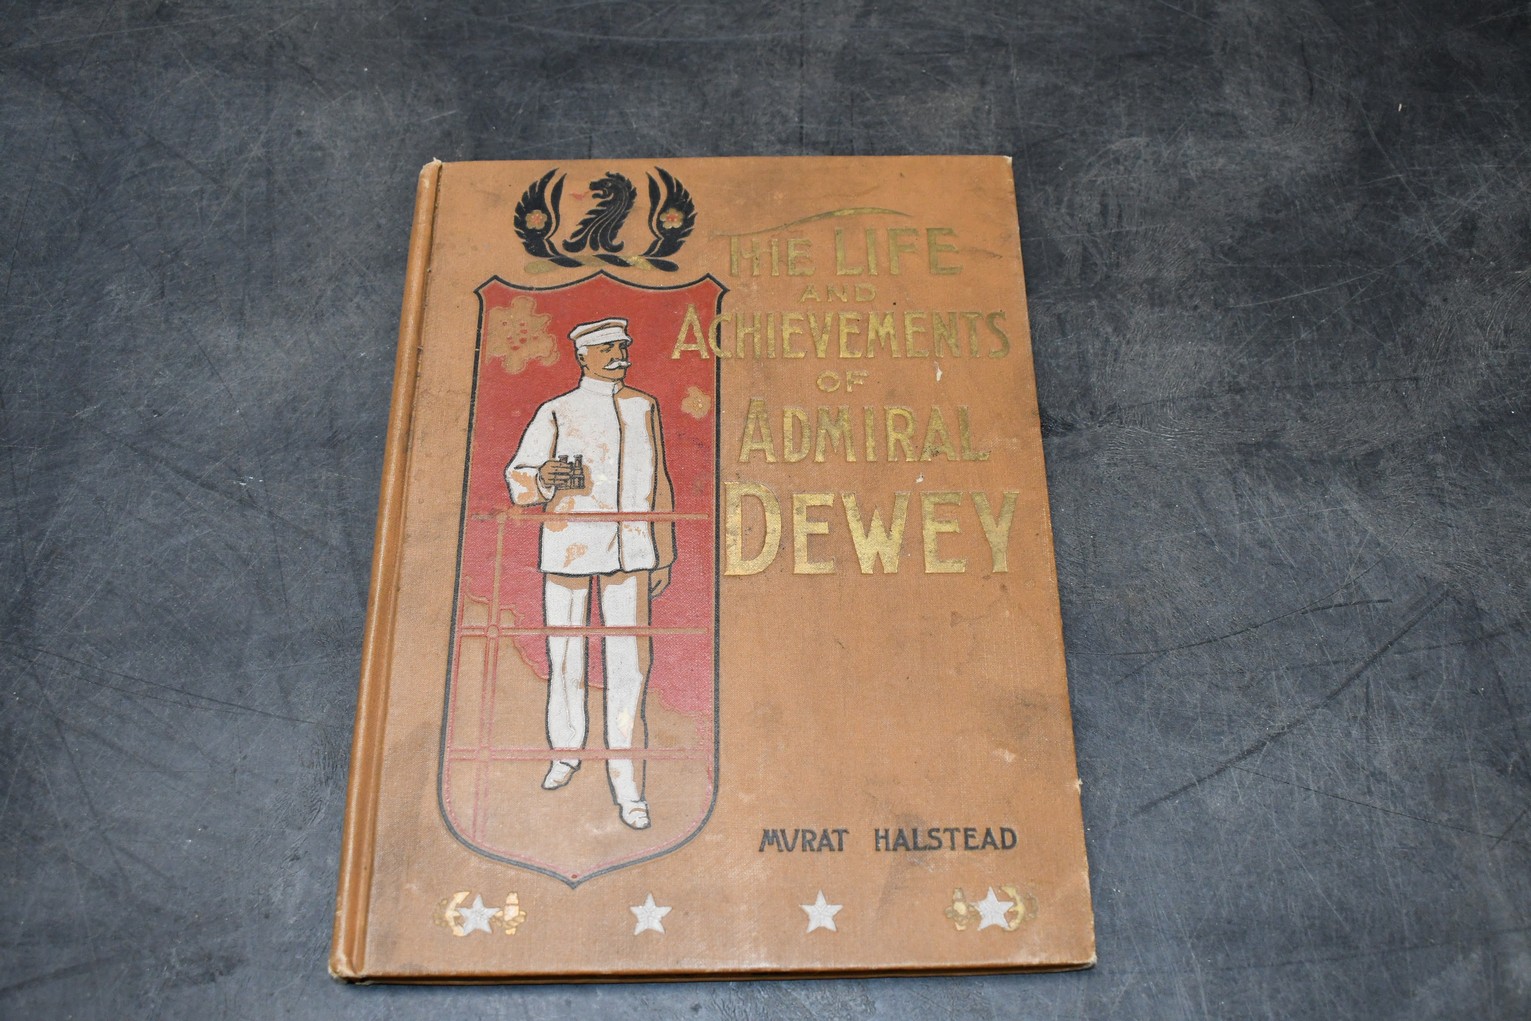 THE LIFE
AND
ACHIEVEMENTS
OF
ADMIRAL
DEWEY
MVRAT HALSTEAD